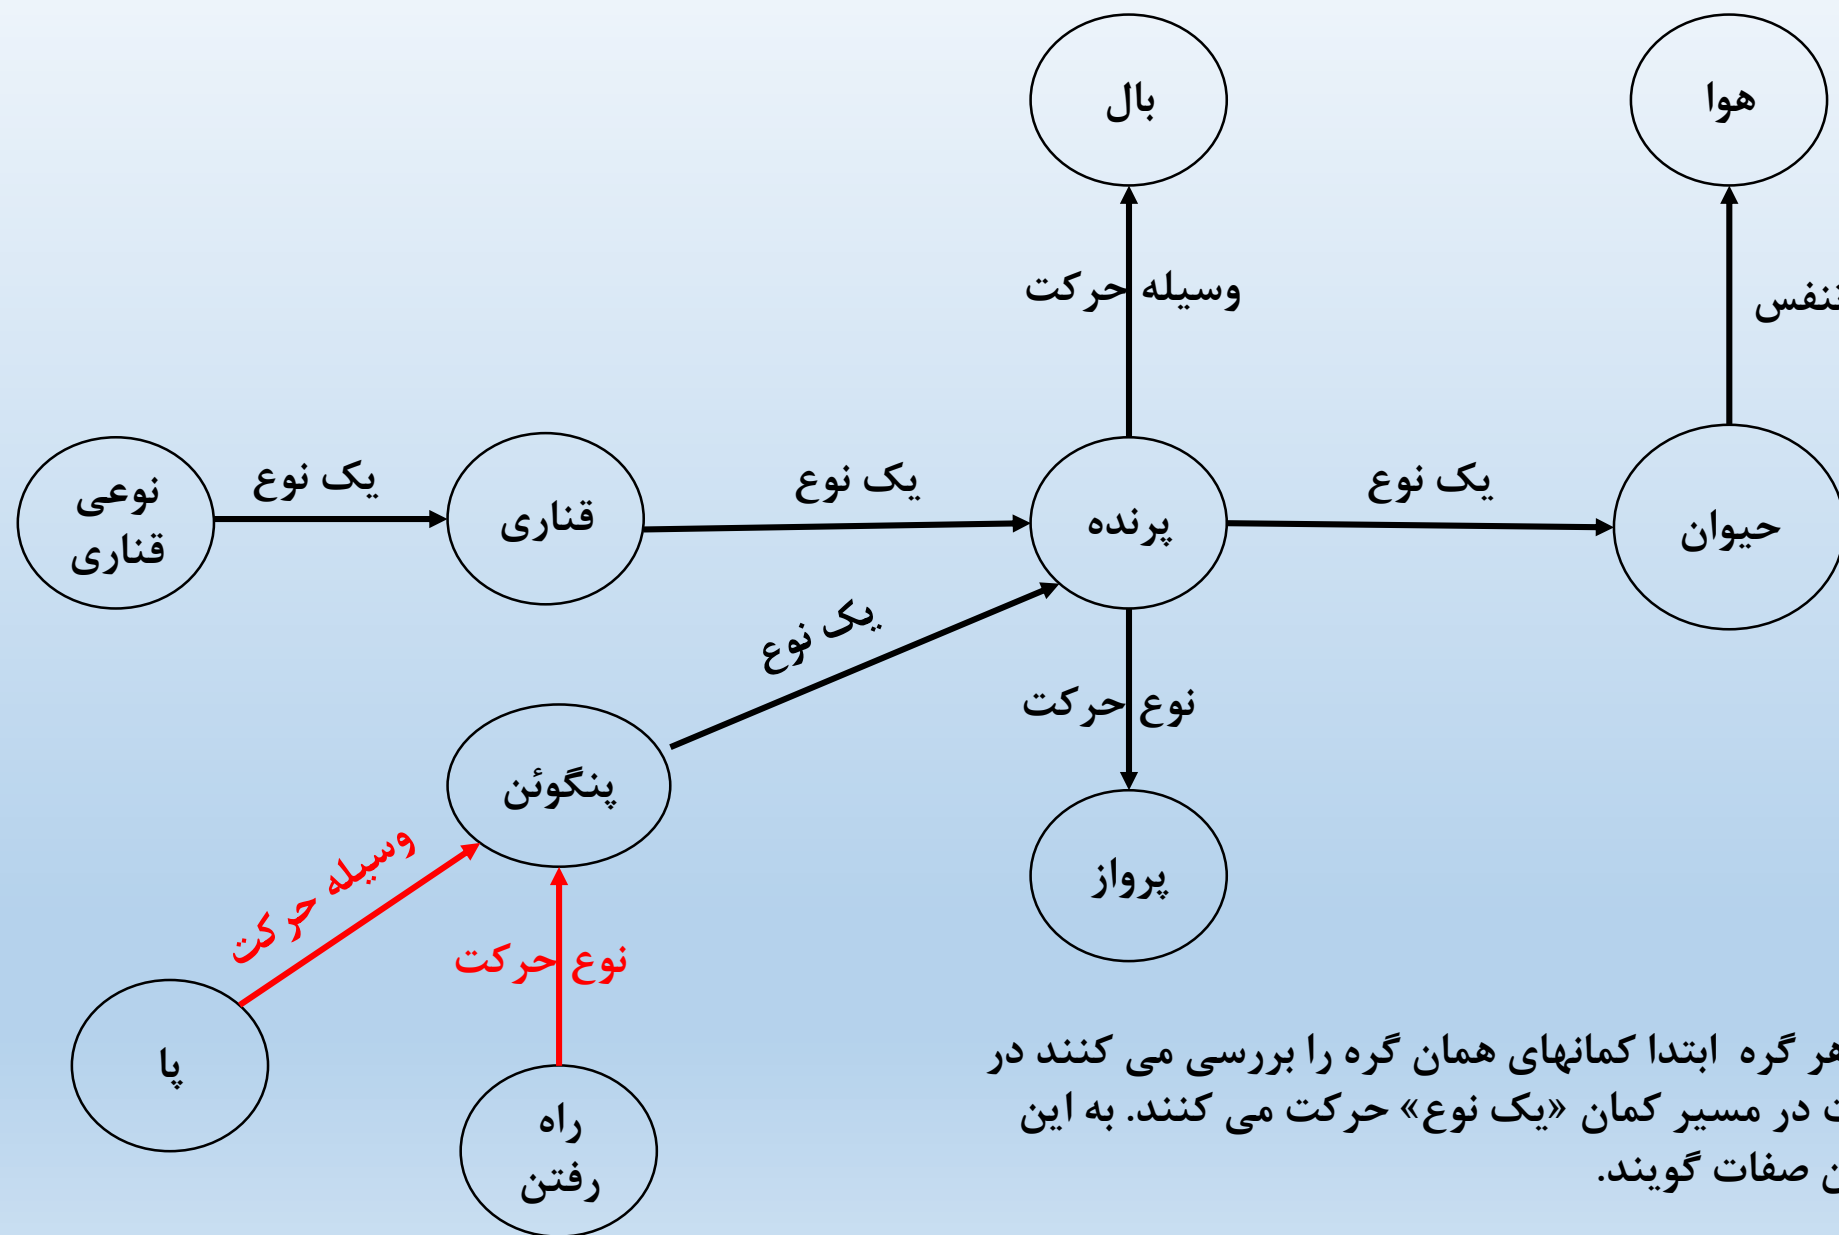 بال
هوا
وسیله حرکت
تنفس
نوعی
قناری
یک نوع
قناری
یک نوع
پرنده
یک نوع
حیوان
یک نوع
پنگوئن
نوع حرکت
پرواز
وسیله حرکت
نوع حرکت
پا
راه
رفتن
هر گره ابتدا کمانهای همان گره را بررسی می کنند در
در مسیر کمان «یک نوع» حرکت می کنند. به این
صفات گویند.